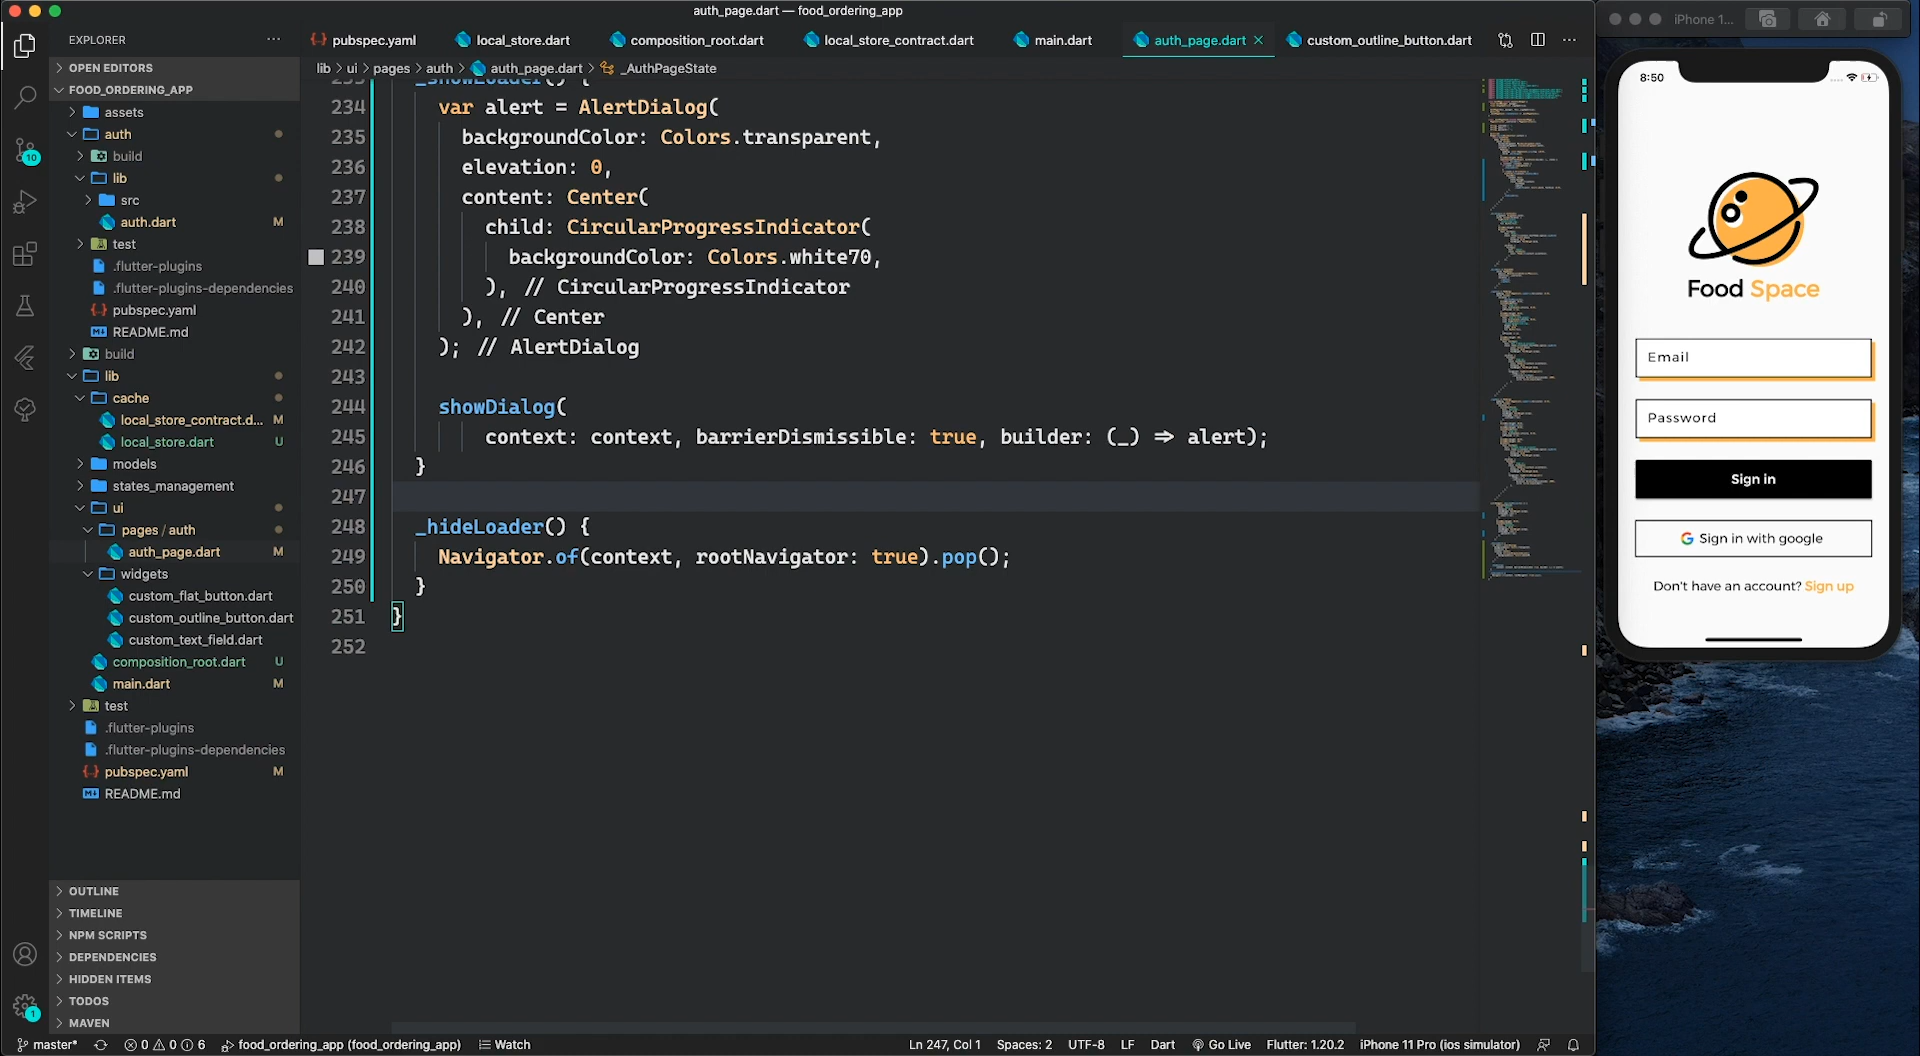 auth_page.dart — food_ordering_app
EXPLORER
OPEN EDITORS
FOOD_ORDERING_APP
assets
auth
build
lib
src
auth.dart M
test
.flutter-plugins
.flutter-plugins-dependencies
pubspec.yaml
README.md
build
lib
cache
local_store_contract.d... M
local_store.dart U
models
states_management
ui
pages / auth
auth_page.dart M
widgets
custom_flat_button.dart
custom_outline_button.dart
custom_text_field.dart
composition_root.dart U
main.dart M
test
.flutter-plugins
.flutter-plugins-dependencies
pubspec.yaml M
README.md
OUTLINE
TIMELINE
NPM SCRIPTS
DEPENDENCIES
HIDDEN ITEMS
TODOS
MAVEN
10
1
pubspec.yaml local_store.dart composition_root.dart local_store_contract.dart main.dart auth_page.dart custom_outline_button.dart
lib > ui > pages > auth > auth_page.dart > _AuthPageState
233 _showLoader() {
234 var alert = AlertDialog(
235 backgroundColor: Colors.transparent,
236 elevation: 0,
237 content: Center(
238 child: CircularProgressIndicator(
239 backgroundColor: Colors.white70,
240 ), // CircularProgressIndicator
241 ), // Center
242 ); // AlertDialog
243
244 showDialog(
245 context: context, barrierDismissible: true, builder: (_) => alert);
246 }
247
248 _hideLoader() {
249 Navigator.of(context, rootNavigator: true).pop();
250 }
251 }
252
master* 0 0 6 food_ordering_app (food_ordering_app) Watch
Ln 247, Col 1 Spaces: 2 UTF-8 LF Dart Go Live Flutter: 1.20.2 iPhone 11 Pro (ios simulator)
iPhone 1...
8:50
Food Space
Email
Password
Sign in
Sign in with google
Don't have an account? Sign up